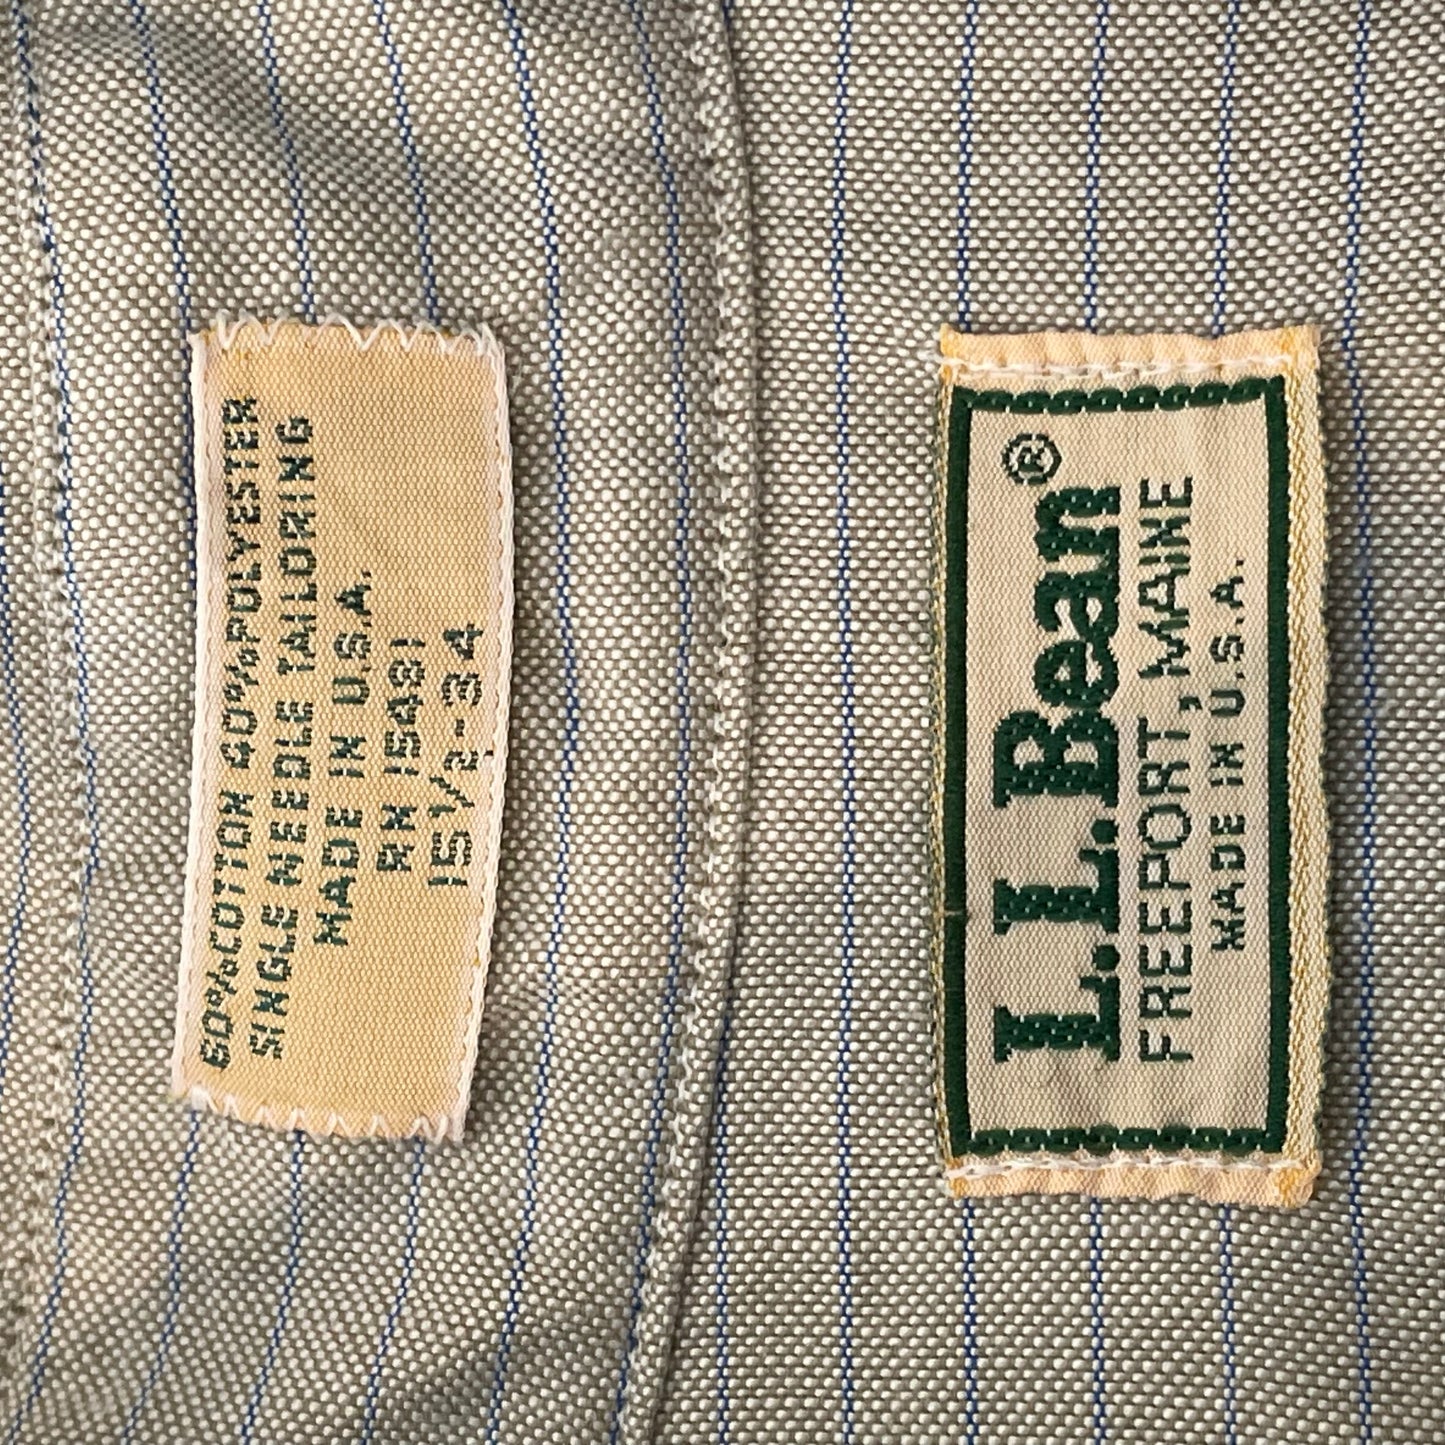 60%COTTON 40%POLYESTER
SINGLE NEEDLE TAILORING
MADE IN U.S.A.
RN 15481
15 1/2-34
L.L.Bean®
FREEPORT, MAINE
MADE IN U.S.A.